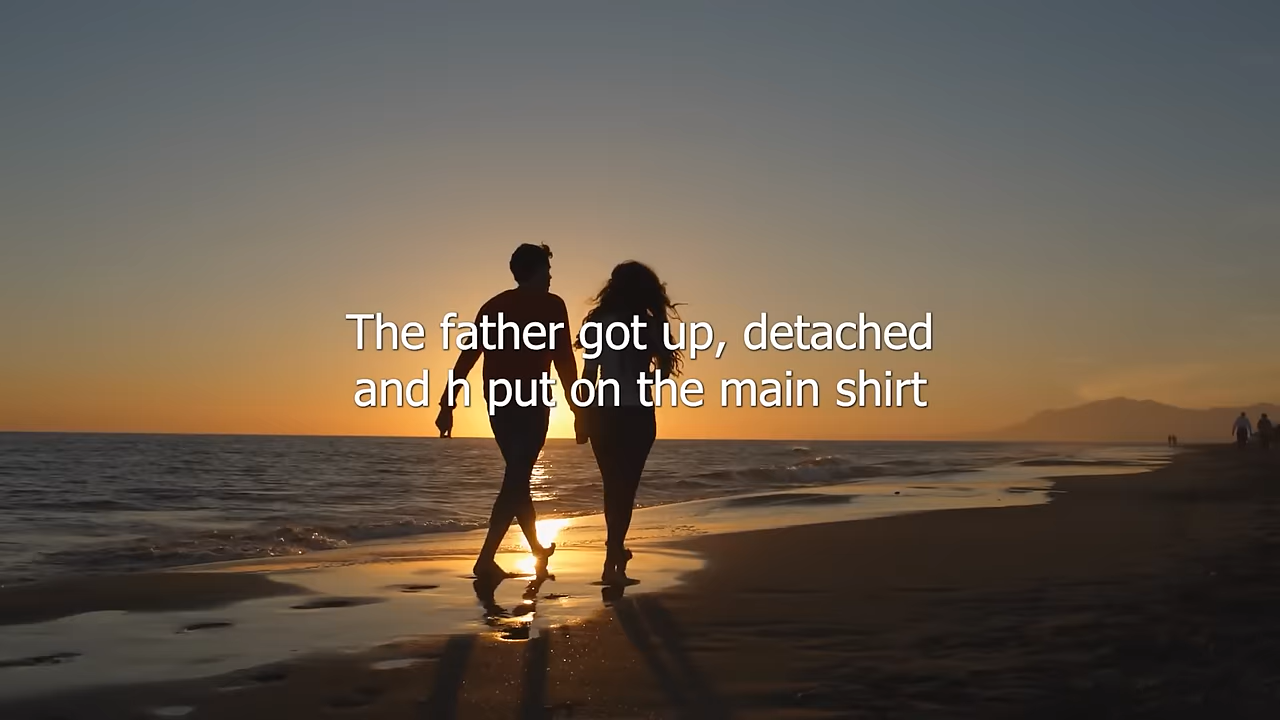 The father got up, detached
and h put on the main shirt